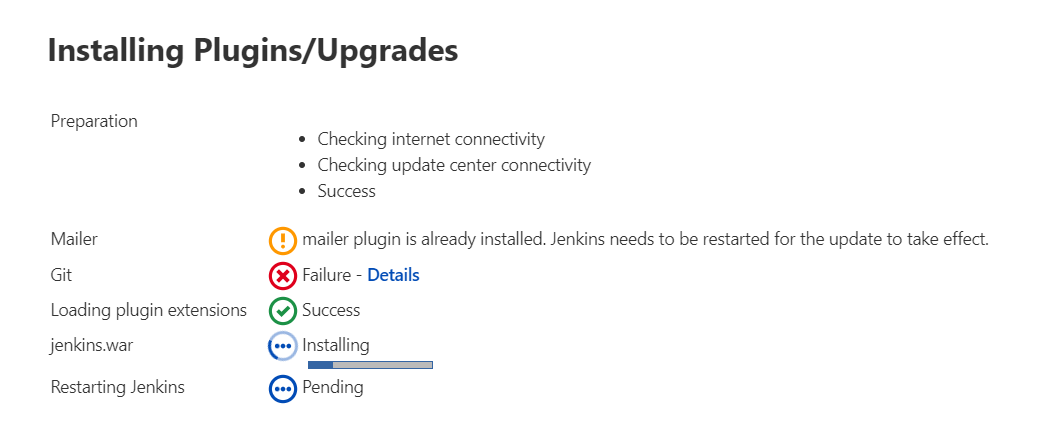 Installing Plugins/Upgrades
Preparation
Checking internet connectivity
Checking update center connectivity
Success
Mailer mailer plugin is already installed. Jenkins needs to be restarted for the update to take effect.
Git Failure - Details
Loading plugin extensions Success
jenkins.war Installing
Restarting Jenkins Pending